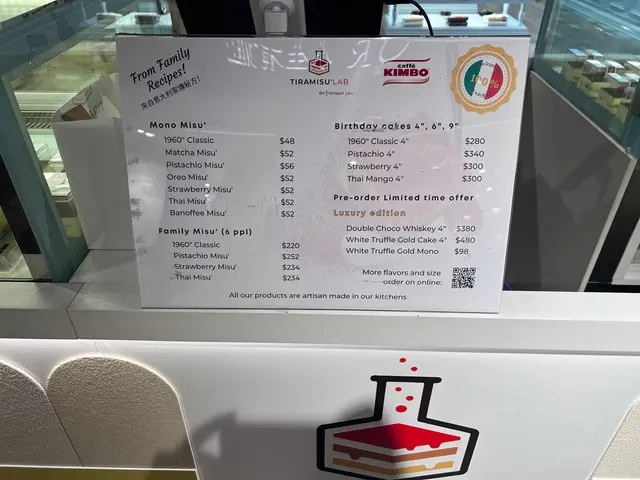 From Family
Recipes!
來自意大利家傳秘方!
TIRAMISU'LAB
caffè
KIMBO
100%
Mono Misu'
1960° Classic $48
Matcha Misu' $52
Pistachio Misu' $56
Oreo Misu' $52
Strawberry Misu' $52
Thai Misu' $52
Banoffee Misu' $52
Family Misu' (6 ppl)
1960° Classic $220
Pistachio Misu' $252
Strawberry Misu' $234
Thai Misu' $234
Birthday cakes 4", 6", 9"
1960° Classic 4" $280
Pistachio 4" $340
Strawberry 4" $300
Thai Mango 4" $300
Pre-order Limited time offer
Luxury edition
Double Choco Whiskey 4" $380
White Truffle Gold Cake 4" $480
White Truffle Gold Mono $98
More flavors and size
order on online:
All our products are artisan made in our kitchens